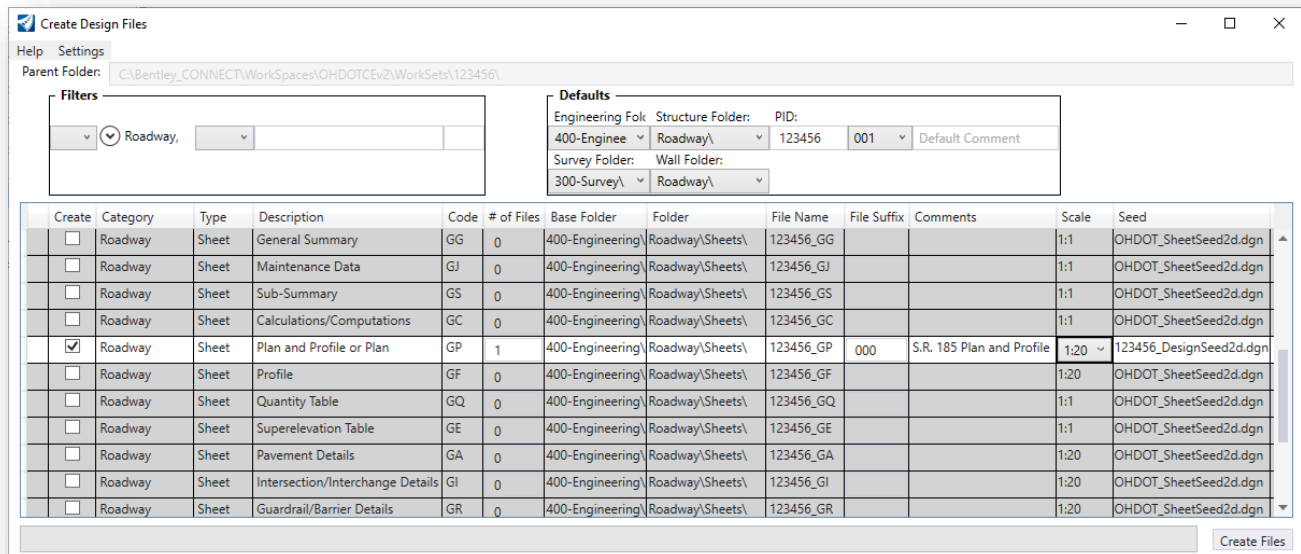 Create Design Files
Help Settings
Parent Folder: C:\Bentley_CONNECT\WorkSpaces\OHDOTCEv2\WorkSets\123456\
Filters
Roadway,
Defaults
Engineering Fol Structure Folder: PID:
400-Enginee Roadway\ 123456 001 Default Comment
Survey Folder: Wall Folder:
300-Survey\ Roadway\
Create Category Type Description Code # of Files Base Folder Folder File Name File Suffix Comments Scale Seed
Roadway Sheet General Summary GG 0 400-Engineering\ Roadway\Sheets\ 123456_GG 1:1 OHDOT_SheetSeed2d.dgn
Roadway Sheet Maintenance Data GJ 0 400-Engineering\ Roadway\Sheets\ 123456_GJ 1:1 OHDOT_SheetSeed2d.dgn
Roadway Sheet Sub-Summary GS 0 400-Engineering\ Roadway\Sheets\ 123456_GS 1:1 OHDOT_SheetSeed2d.dgn
Roadway Sheet Calculations/Computations GC 0 400-Engineering\ Roadway\Sheets\ 123456_GC 1:1 OHDOT_SheetSeed2d.dgn
Roadway Sheet Plan and Profile or Plan GP 1 400-Engineering\ Roadway\Sheets\ 123456_GP 000 S.R. 185 Plan and Profile 1:20 123456_DesignSeed2d.dgn
Roadway Sheet Profile GF 0 400-Engineering\ Roadway\Sheets\ 123456_GF 1:20 OHDOT_SheetSeed2d.dgn
Roadway Sheet Quantity Table GQ 0 400-Engineering\ Roadway\Sheets\ 123456_GQ 1:1 OHDOT_SheetSeed2d.dgn
Roadway Sheet Superelevation Table GE 0 400-Engineering\ Roadway\Sheets\ 123456_GE 1:1 OHDOT_SheetSeed2d.dgn
Roadway Sheet Pavement Details GA 0 400-Engineering\ Roadway\Sheets\ 123456_GA 1:20 OHDOT_SheetSeed2d.dgn
Roadway Sheet Intersection/Interchange Details GI 0 400-Engineering\ Roadway\Sheets\ 123456_GI 1:20 OHDOT_SheetSeed2d.dgn
Roadway Sheet Guardrail/Barrier Details GR 0 400-Engineering\ Roadway\Sheets\ 123456_GR 1:20 OHDOT_SheetSeed2d.dgn
Create Files